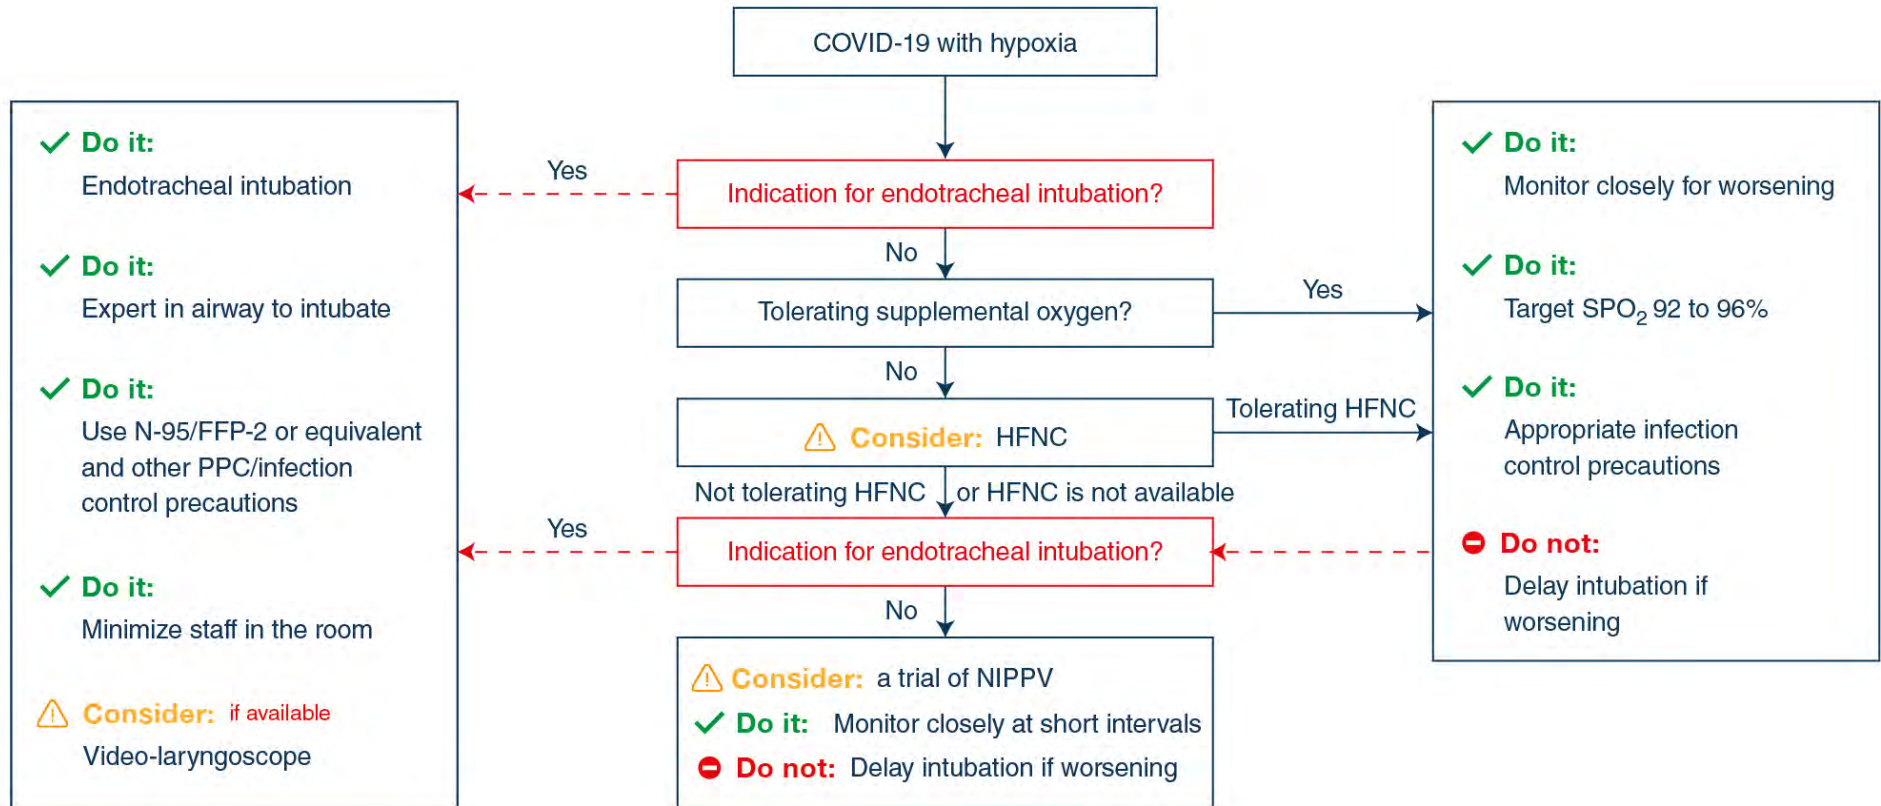 COVID-19 with hypoxia
Do it:
Endotracheal intubation
Do it:
Expert in airway to intubate
Do it:
Use N-95/FFP-2 or equivalent
and other PPC/infection
control precautions
Do it:
Minimize staff in the room
Consider: if available
Video-laryngoscope
Yes
Indication for endotracheal intubation?
No
Tolerating supplemental oxygen?
Yes
No
Consider: HFNC
Tolerating HFNC
Not tolerating HFNC or HFNC is not available
Yes
Indication for endotracheal intubation?
No
Consider: a trial of NIPPV
Do it: Monitor closely at short intervals
Do not: Delay intubation if worsening
Do it:
Monitor closely for worsening
Do it:
Target SPO₂ 92 to 96%
Do it:
Appropriate infection
control precautions
Do not:
Delay intubation if
worsening